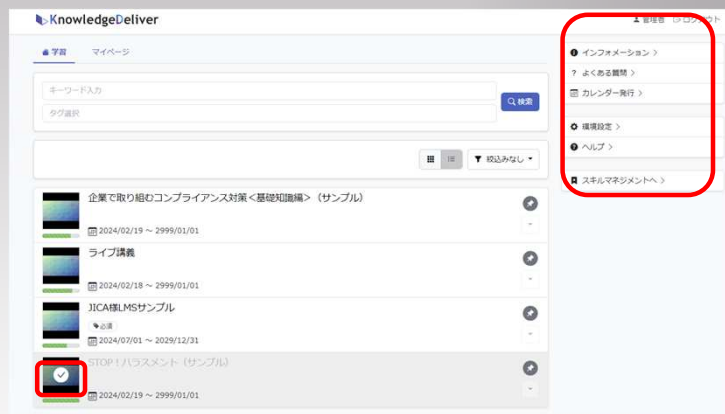 KnowledgeDeliver
管理者 ログアウト
学習 マイページ
キーワード入力
タグ選択
検索
絞込みなし
企業で取り組むコンプライアンス対策<基礎知識編>（サンプル）
2024/02/19 ～ 2999/01/01
ライブ講義
2024/02/18 ～ 2999/01/01
JICA様LMSサンプル
必須
2024/07/01 ～ 2029/12/31
STOP！ハラスメント（サンプル）
2024/02/19 ～ 2999/01/01
インフォメーション >
? よくある質問 >
カレンダー発行 >
環境設定 >
ヘルプ >
スキルマネジメントへ >